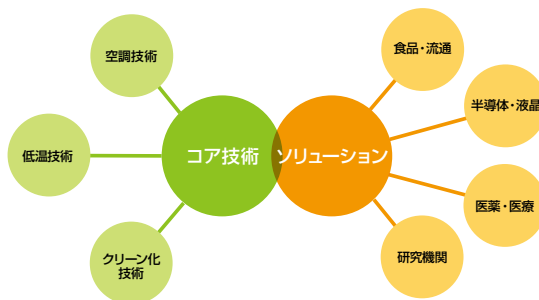 空調技術
低温技術
クリーン化
技術
コア技術
ソリューション
食品・流通
半導体・液晶
医薬・医療
研究機関